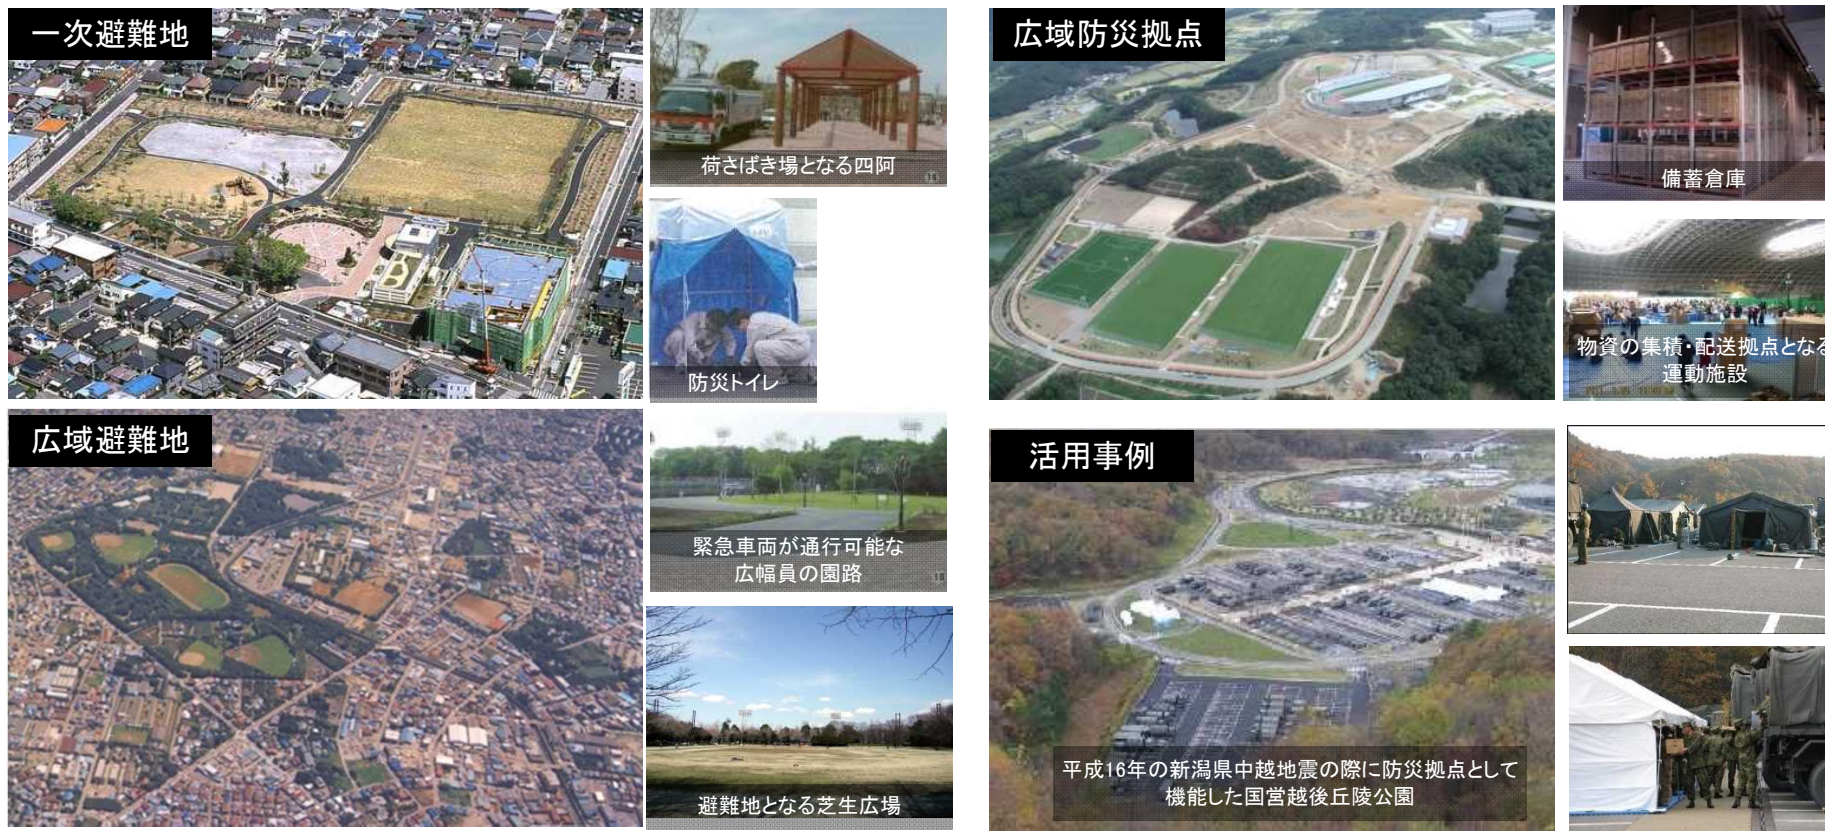 一次避難地
荷さばき場となる四阿
防災トイレ
広域避難地
緊急車両が通行可能な
広幅員の園路
避難地となる芝生広場
広域防災拠点
備蓄倉庫
物資の集積・配送拠点となる
運動施設
活用事例
平成16年の新潟県中越地震の際に防災拠点として
機能した国営越後丘陵公園